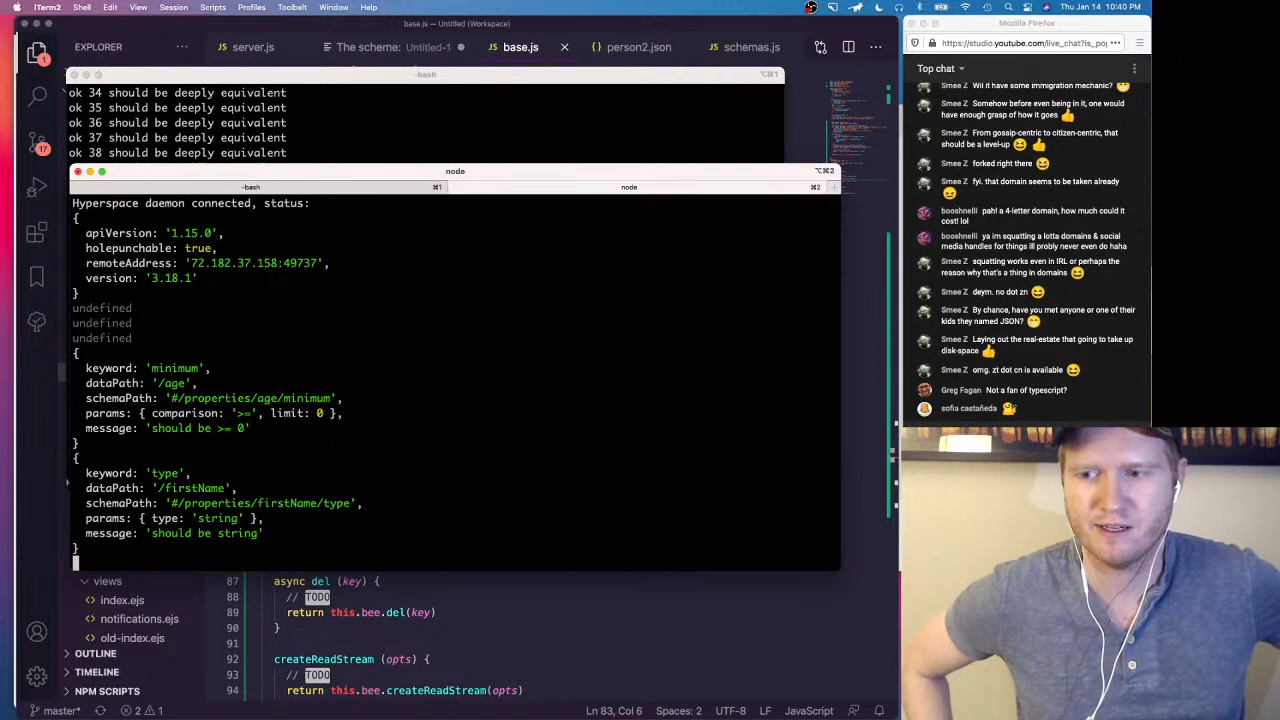 iTerm2 Shell Edit View Session Scripts Profiles Toolbelt Window Help
Thu Jan 14 10:40 PM
base.js — Untitled (Workspace)
EXPLORER
server.js
The scene: Untitled-1
base.js
person2.json
schemas.js
-bash
⌥⌘1
ok 34 should be deeply equivalent
ok 35 should be deeply equivalent
ok 36 should be deeply equivalent
ok 37 should be deeply equivalent
ok 38 should be deeply equivalent
node
⌥⌘2
-bash ⌘1
node ⌘2
Hyperspace daemon connected, status:
{
apiVersion: '1.15.0',
holepunchable: true,
remoteAddress: '72.182.37.158:49737',
version: '3.18.1'
}
undefined
undefined
undefined
{
keyword: 'minimum',
dataPath: '/age',
schemaPath: '#/properties/age/minimum',
params: { comparison: '>=', limit: 0 },
message: 'should be >= 0'
}
{
keyword: 'type',
dataPath: '/firstName',
schemaPath: '#/properties/firstName/type',
params: { type: 'string' },
message: 'should be string'
}
1
17
views
index.ejs
notifications.ejs
old-index.ejs
OUTLINE
TIMELINE
NPM SCRIPTS
87 async del (key) {
88 // TODO
89 return this.bee.del(key)
90 }
91
92 createReadStream (opts) {
93 // TODO
94 return this.bee.createReadStream(opts)
master* 2 1
Ln 83, Col 6 Spaces: 2 UTF-8 LF JavaScript
Mozilla Firefox
https://studio.youtube.com/live_chat?is_pop
Top chat
Smee Z Wil it have some immigration mechanic? 😁
Smee Z Somehow before even being in it, one would
have enough grasp of how it goes 👍
Smee Z From gossip-centric to citizen-centric, that
should be a level-up 😆 👍
Smee Z forked right there 😆
Smee Z fyi. that domain seems to be taken already
😝
booshnelli pah! a 4-letter domain, how much could it
cost! lol
booshnelli ya im squatting a lotta domains & social
media handles for things ill probly never even do haha
Smee Z squatting works even in IRL or perhaps the
reason why that's a thing in domains 😆
Smee Z deym. no dot zn 😆
Smee Z By chance, have you met anyone or one of their
kids they named JSON? 😁
Smee Z Laying out the real-estate that going to take up
disk-space 👍
Smee Z omg. zt dot cn is available 😆
Greg Fagan Not a fan of typescript?
sofia castañeda